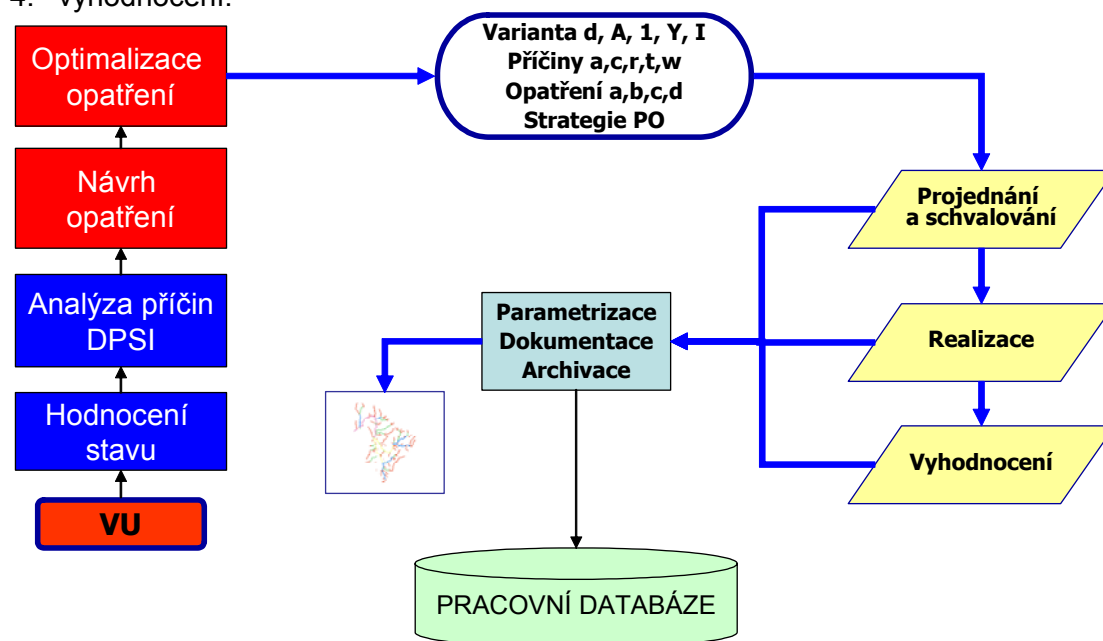 4. vyhodnocení.
Optimalizace
opatření
Varianta d, A, 1, Y, I
Příčiny a,c,r,t,w
Opatření a,b,c,d
Strategie PO
Návrh
opatření
Projednání
a schvalování
Analýza příčin
DPSI
Parametrizace
Dokumentace
Archivace
Realizace
Hodnocení
stavu
Vyhodnocení
VU
PRACOVNÍ DATABÁZE